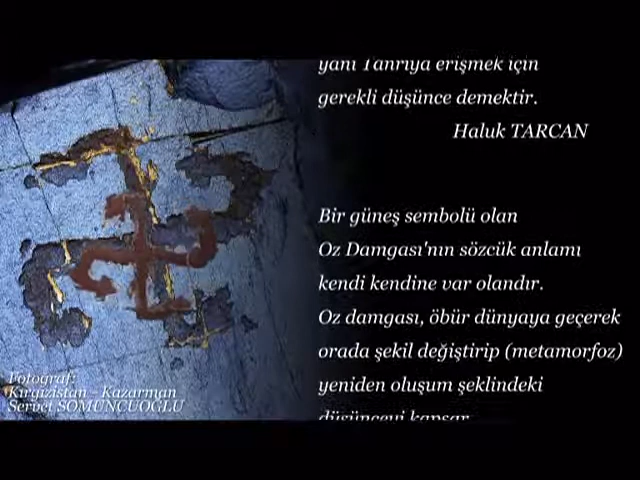 yani Tanrıya erişmek için
gerekli düşünce demektir.
Haluk TARCAN
Bir güneş sembolü olan
Oz Damgası'nın sözcük anlamı
kendi kendine var olandır.
Oz damgası, öbür dünyaya geçerek
orada şekil değiştirip (metamorfoz)
yeniden oluşum şeklindeki
düşünceyi kapsar
Fotoğraf:
Kırgızistan - Kazarman
Servet SOMUNCUOĞLU